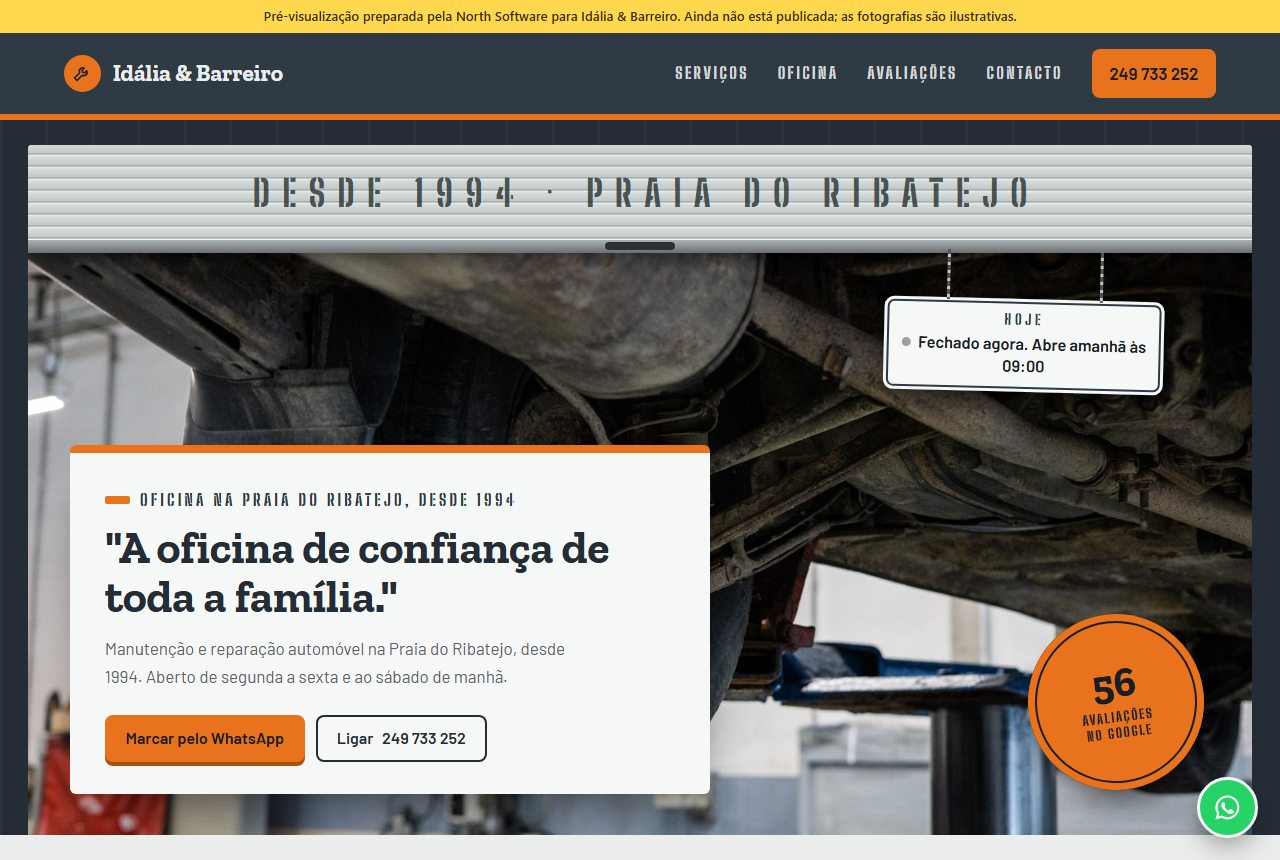 Pré-visualização preparada pela North Software para Idália & Barreiro. Ainda não está publicada; as fotografias são ilustrativas.
Idália & Barreiro
SERVIÇOS
OFICINA
AVALIAÇÕES
CONTACTO
249 733 252
DESDE 1994 · PRAIA DO RIBATEJO
HOJE
Fechado agora. Abre amanhã às
09:00
OFICINA NA PRAIA DO RIBATEJO, DESDE 1994
"A oficina de confiança de
toda a família."
Manutenção e reparação automóvel na Praia do Ribatejo, desde
1994. Aberto de segunda a sexta e ao sábado de manhã.
Marcar pelo WhatsApp
Ligar 249 733 252
56
AVALIAÇÕES
NO GOOGLE